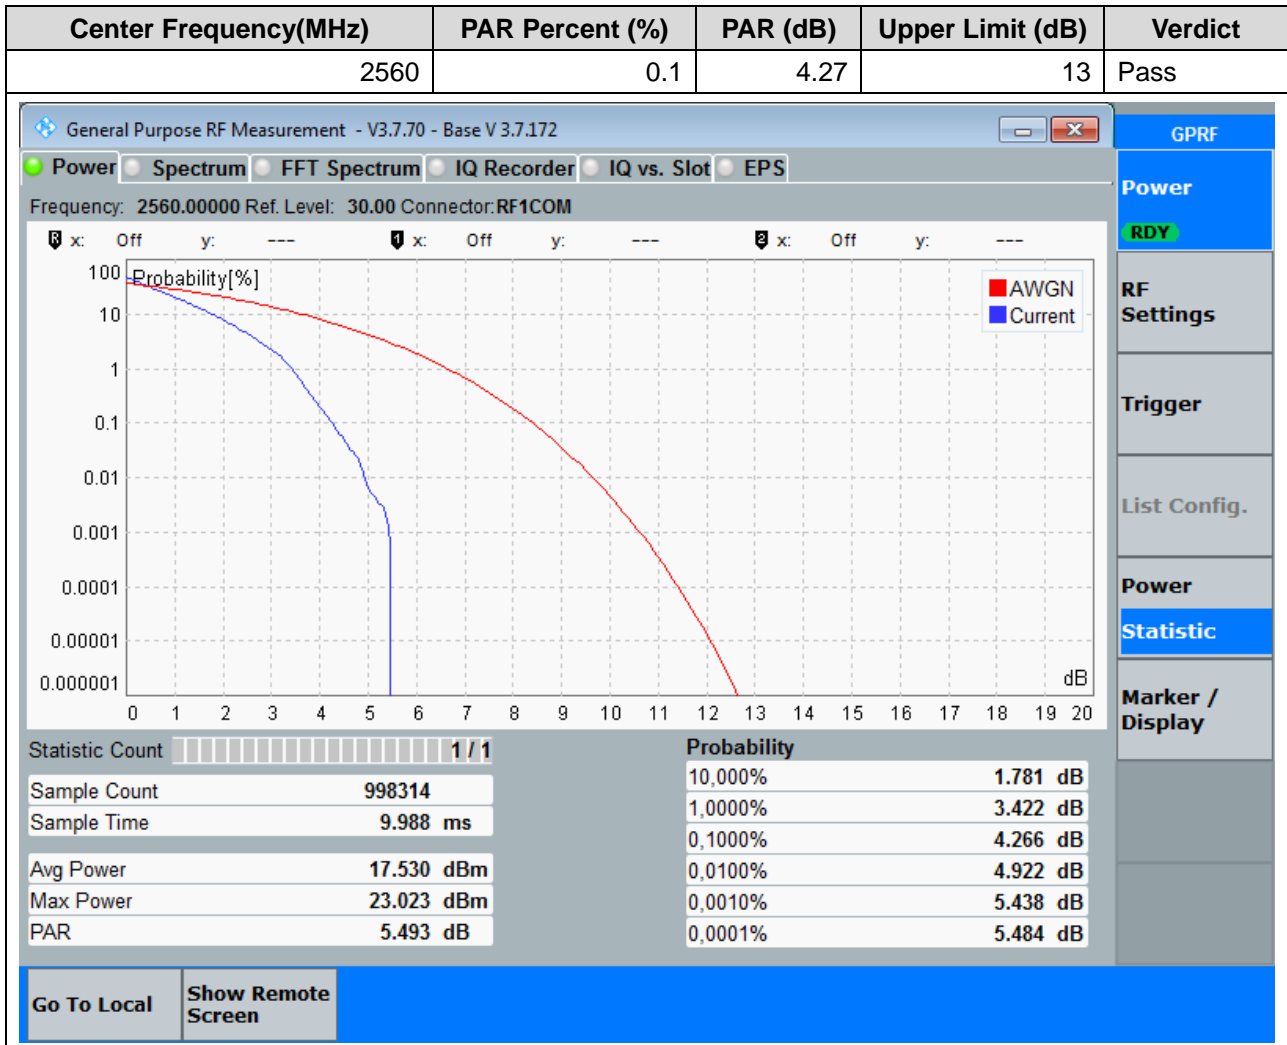 Center Frequency(MHz) PAR Percent (%) PAR (dB) Upper Limit (dB) Verdict
2560 0.1 4.27 13 Pass
General Purpose RF Measurement - V3.7.70 - Base V 3.7.172
GPRF
Power Spectrum FFT Spectrum IQ Recorder IQ vs. Slot EPS
Frequency: 2560.00000 Ref. Level: 30.00 Connector: RF1COM
R x: Off y: --- 1 x: Off y: --- 2 x: Off y: ---
Probability[%]
100
10
1
0.1
0.01
0.001
0.0001
0.00001
0.000001
AWGN
Current
dB
0 1 2 3 4 5 6 7 8 9 10 11 12 13 14 15 16 17 18 19 20
Statistic Count 1 / 1
Sample Count 998314
Sample Time 9.988 ms
Avg Power 17.530 dBm
Max Power 23.023 dBm
PAR 5.493 dB
Probability
10,000% 1.781 dB
1,0000% 3.422 dB
0,1000% 4.266 dB
0,0100% 4.922 dB
0,0010% 5.438 dB
0,0001% 5.484 dB
Power
RDY
RF
Settings
Trigger
List Config.
Power
Statistic
Marker /
Display
Go To Local
Show Remote
Screen